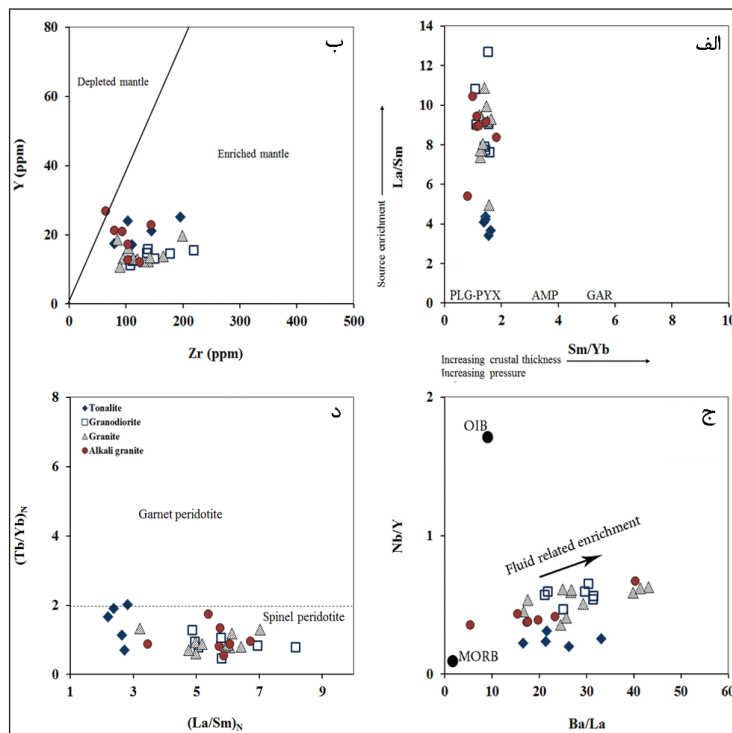 ب
80
60
40
20
0
Y (ppm)
Depleted mantle
Enriched mantle
0 100 200 300 400 500
Zr (ppm)
الف
14
12
10
8
6
4
2
0
La/Sm
Source enrichment
PLG-PYX AMP GAR
0 2 4 6 8 10
Sm/Yb
Increasing crustal thickness
Increasing pressure
د
8
6
4
2
0
(Tb/Yb)N
Tonalite
Granodiorite
Granite
Alkali granite
Garnet peridotite
Spinel peridotite
1 3 5 7 9
(La/Sm)N
ج
2
1
0
Nb/Y
OIB
Fluid related enrichment
MORB
0 10 20 30 40 50 60
Ba/La